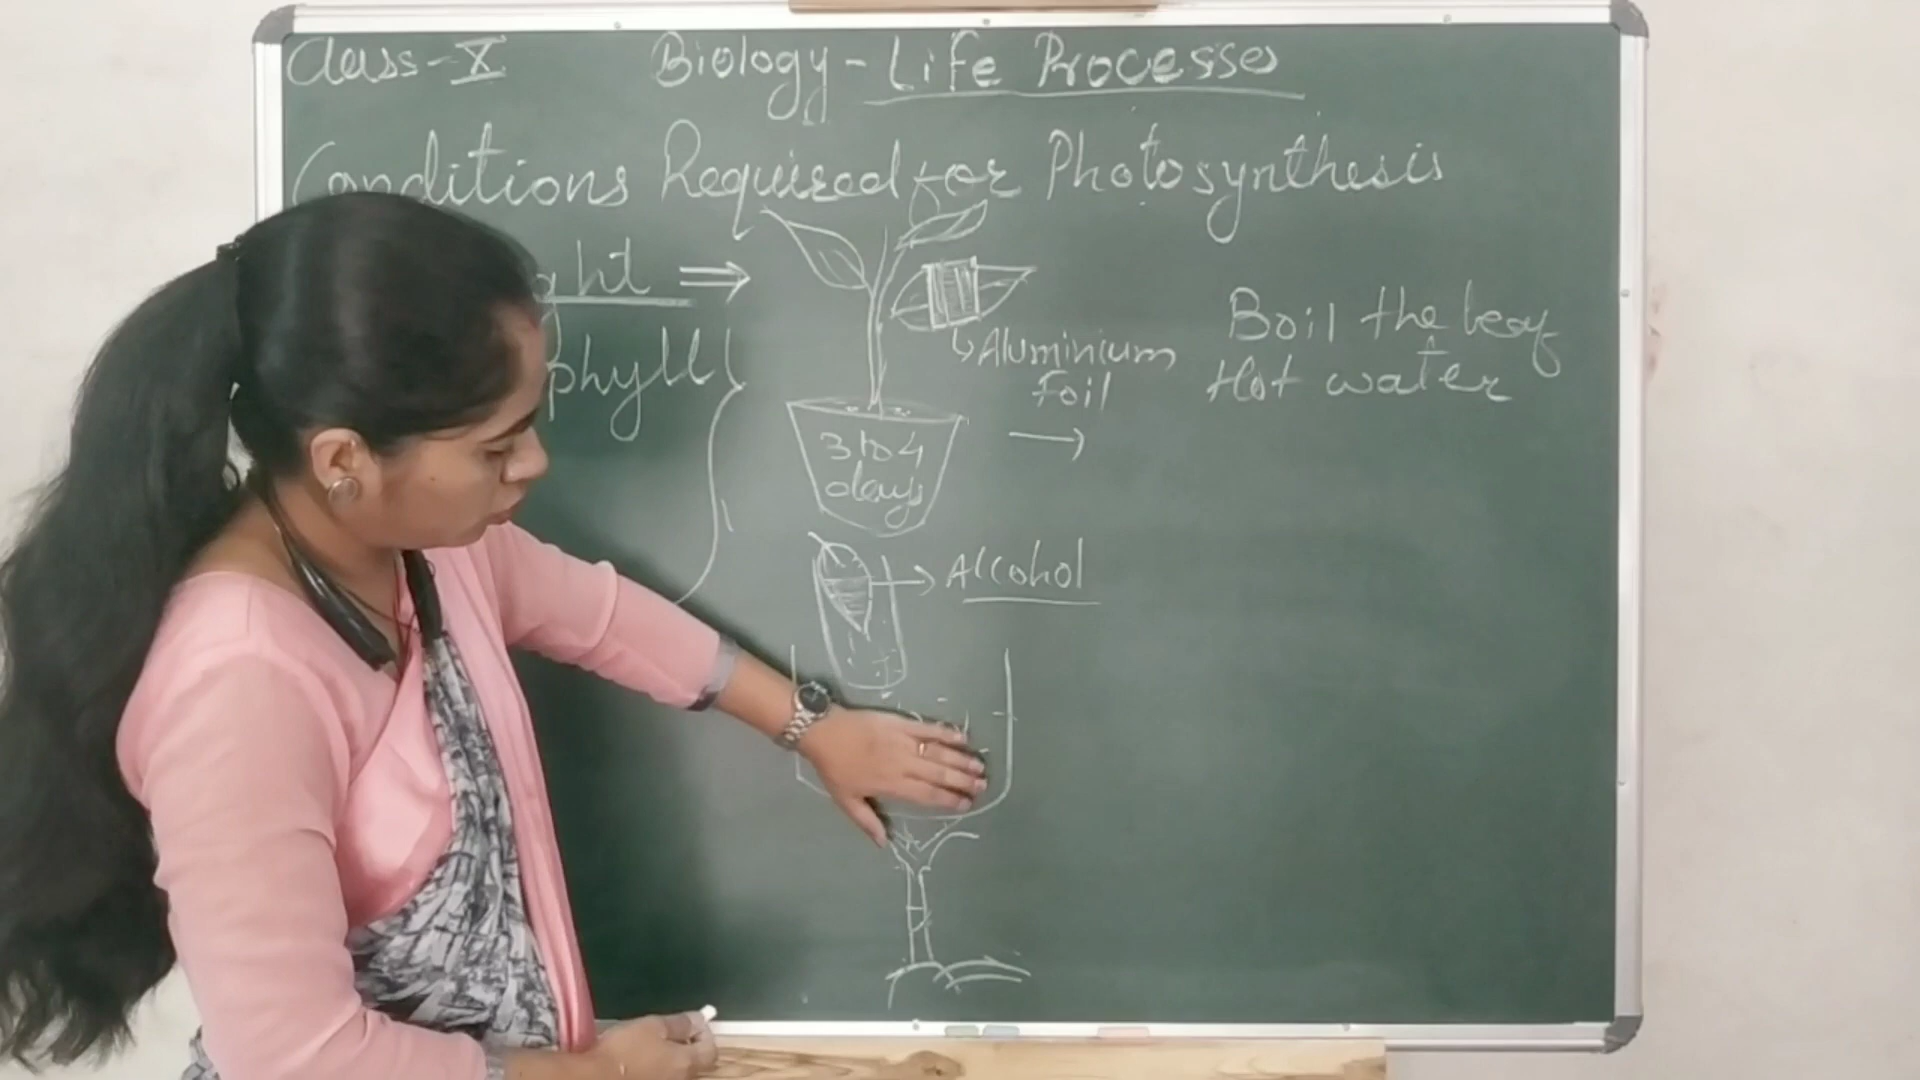 Class-X Biology-Life Processes
Conditions Required for Photosynthesis
ght
phyll
Aluminium
Foil
Boil the leaf
Hot water
3 to 4
days
Alcohol